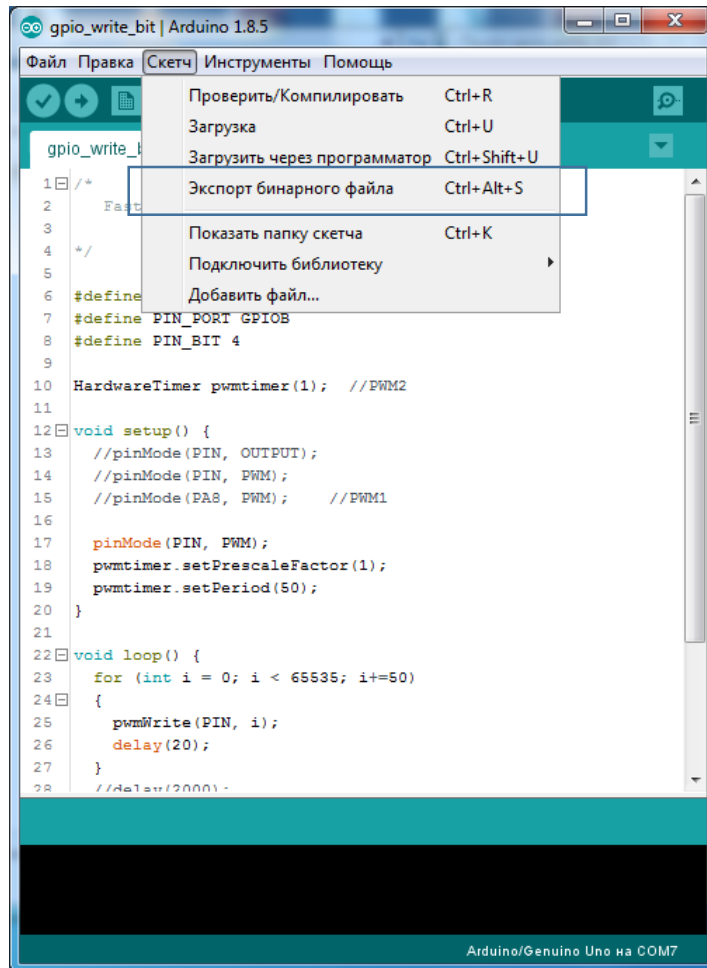 gpio_write_bit | Arduino 1.8.5
Файл Правка Скетч Инструменты Помощь
Проверить/Компилировать Ctrl+R
Загрузка Ctrl+U
Загрузить через программатор Ctrl+Shift+U
Экспорт бинарного файла Ctrl+Alt+S
Показать папку скетча Ctrl+K
Подключить библиотеку
Добавить файл...
gpio_write_b
1 /*
2 Fast
3
4 */
5
6 #define
7 #define PIN_PORT GPIOB
8 #define PIN_BIT 4
9
10 HardwareTimer pwmtimer(1); //PWM2
11
12 void setup() {
13 //pinMode(PIN, OUTPUT);
14 //pinMode(PIN, PWM);
15 //pinMode(PA8, PWM); //PWM1
16
17 pinMode(PIN, PWM);
18 pwmtimer.setPrescaleFactor(1);
19 pwmtimer.setPeriod(50);
20 }
21
22 void loop() {
23 for (int i = 0; i < 65535; i+=50)
24 {
25 pwmWrite(PIN, i);
26 delay(20);
27 }
28 //delay(2000);
Arduino/Genuino Uno на COM7